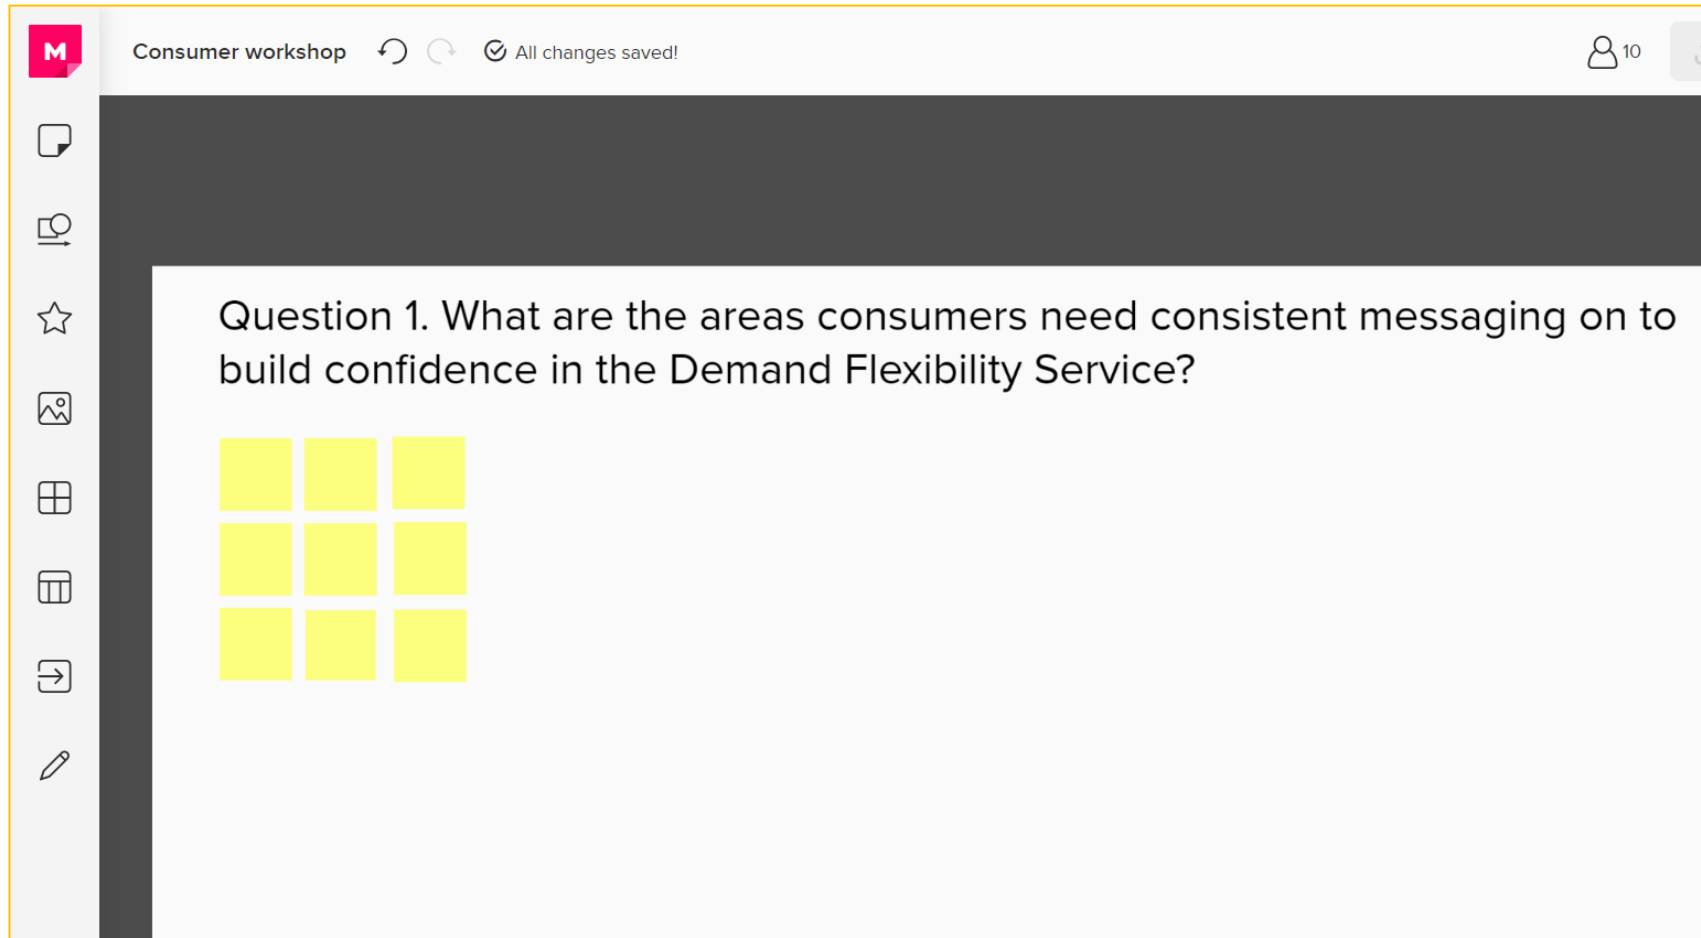 M
Consumer workshop
All changes saved!
10
Question 1. What are the areas consumers need consistent messaging on to
build confidence in the Demand Flexibility Service?